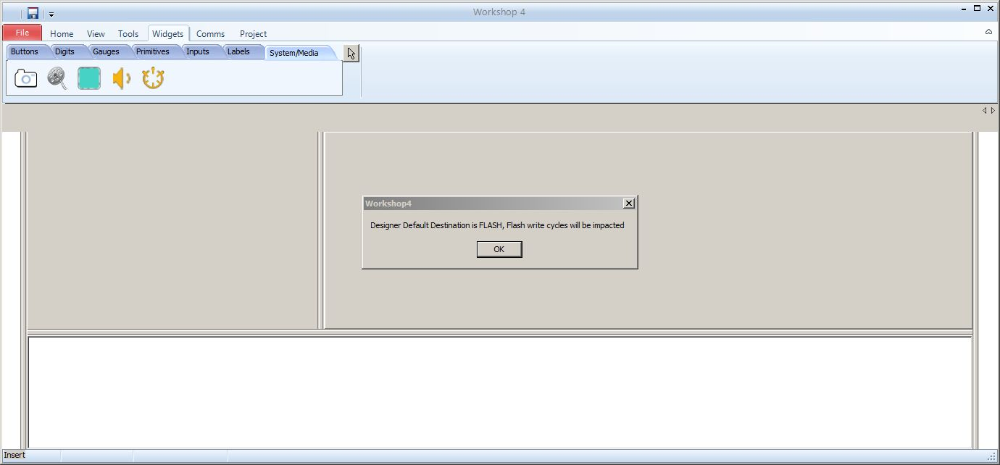 Workshop 4
File Home View Tools Widgets Comms Project
Buttons Digits Gauges Primitives Inputs Labels System/Media
Workshop4
Designer Default Destination is FLASH, Flash write cycles will be impacted
OK
Insert